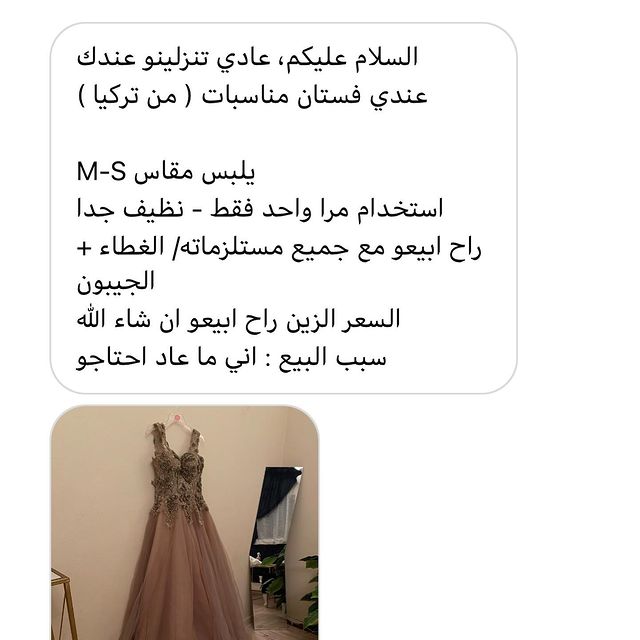 السلام عليكم، عادي تنزلينو عندك
عندي فستان مناسبات ( من تركيا )
يلبس مقاس M-S
استخدام مرا واحد فقط - نظيف جدا
راح ابيعو مع جميع مستلزماته/ الغطاء +
الجيبون
السعر الزين راح ابيعو ان شاء الله
سبب البيع : اني ما عاد احتاجو